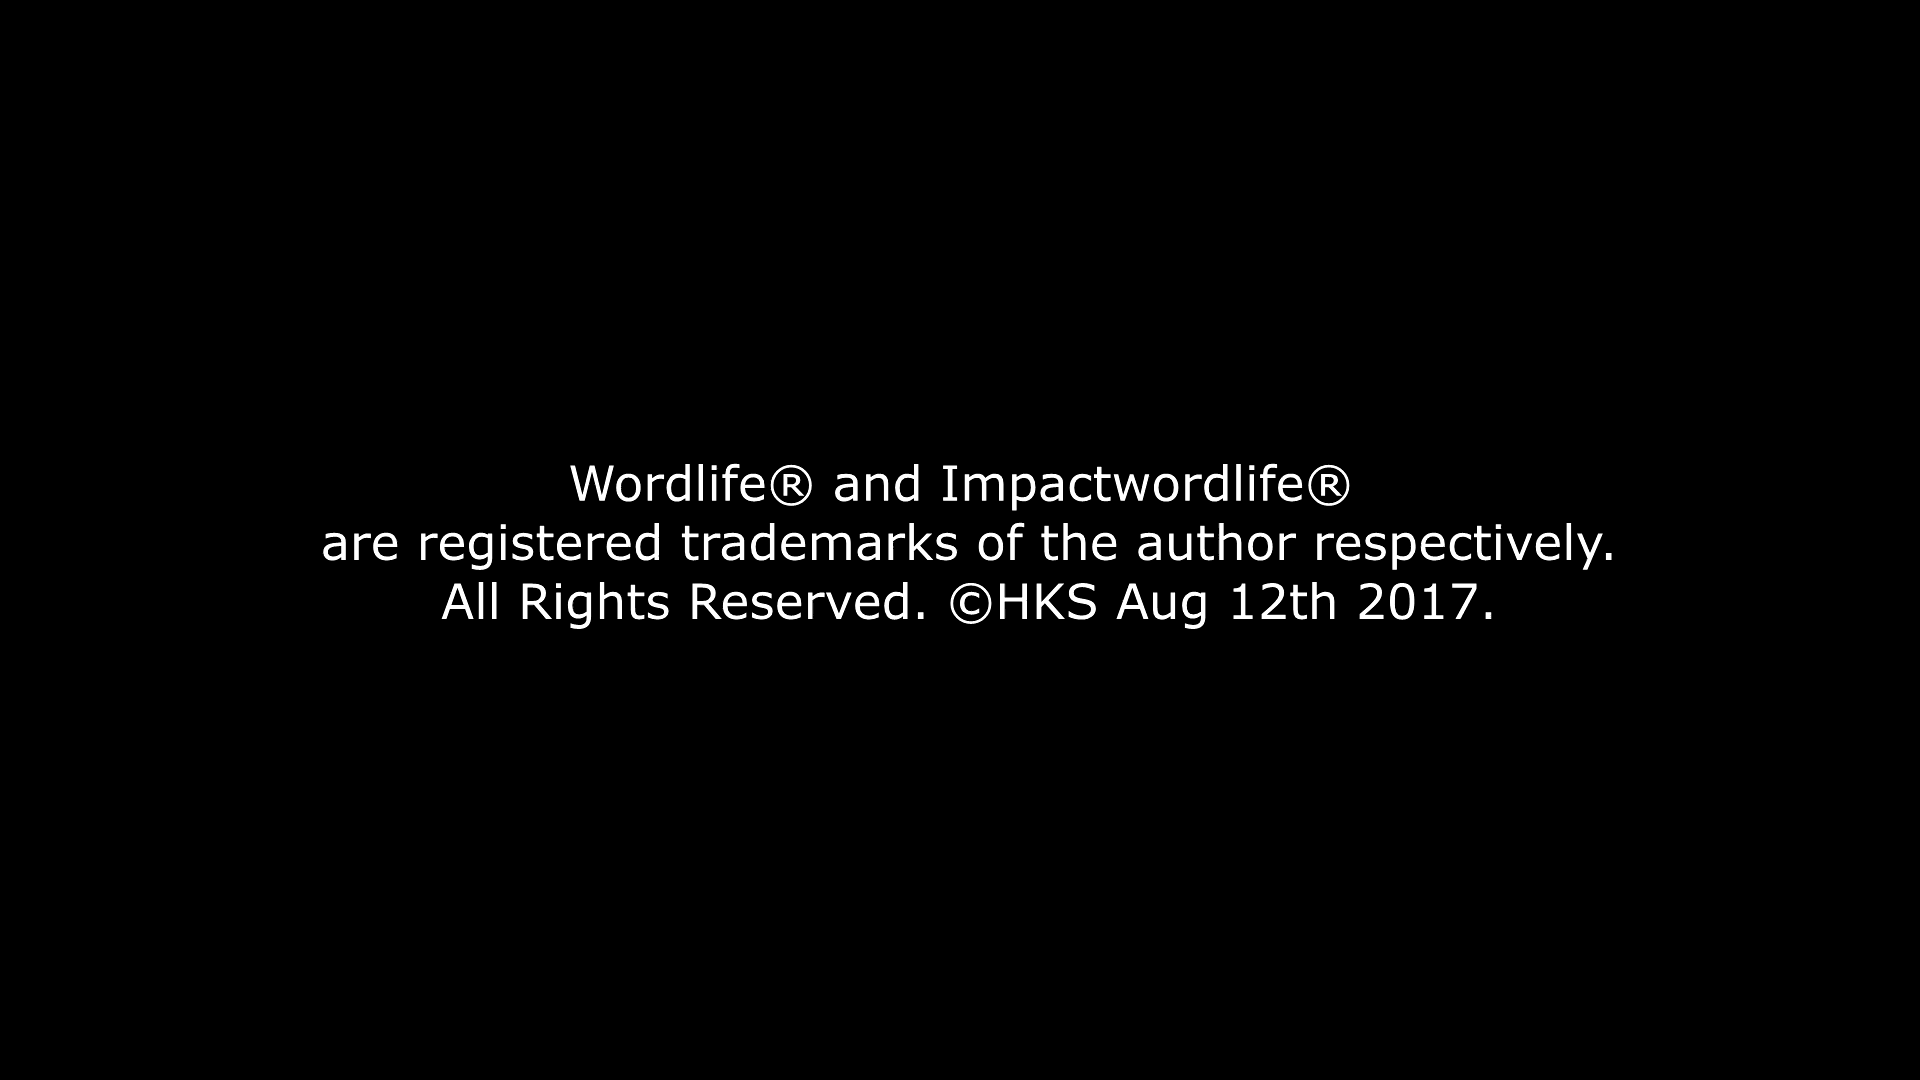 Wordlife® and Impactwordlife®
are registered trademarks of the author respectively.
All Rights Reserved. ©HKS Aug 12th 2017.